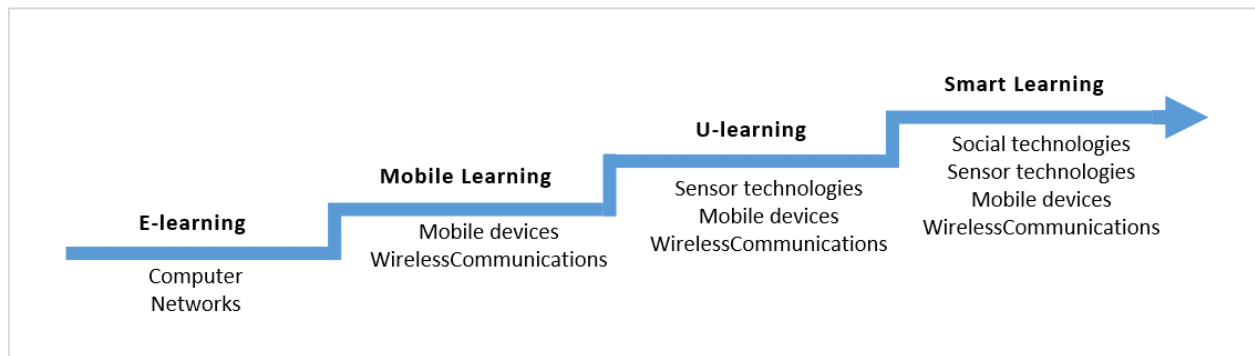 E-learning
Computer
Networks
Mobile Learning
Mobile devices
WirelessCommunications
U-learning
Sensor technologies
Mobile devices
WirelessCommunications
Smart Learning
Social technologies
Sensor technologies
Mobile devices
WirelessCommunications